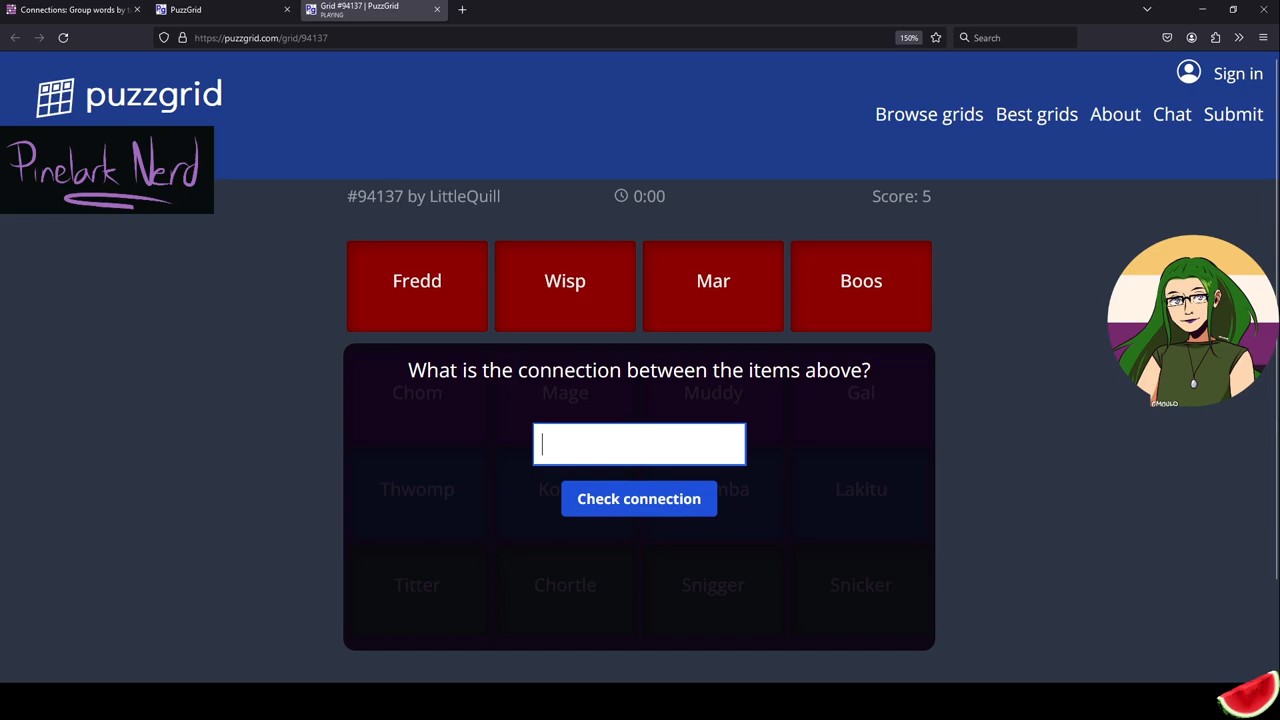 Connections: Group words by
PuzzGrid
Grid #94137 | PuzzGrid
PLAYING
https://puzzgrid.com/grid/94137
150%
Search
puzzgrid
Sign in
Browse grids Best grids About Chat Submit
Pinelark Nerd
#94137 by LittleQuill
0:00
Score: 5
Fredd Wisp Mar Boos
What is the connection between the items above?
Chom Mage Muddy Gal
Thwomp Lakitu
Check connection
Titter Chortle Snigger Snicker